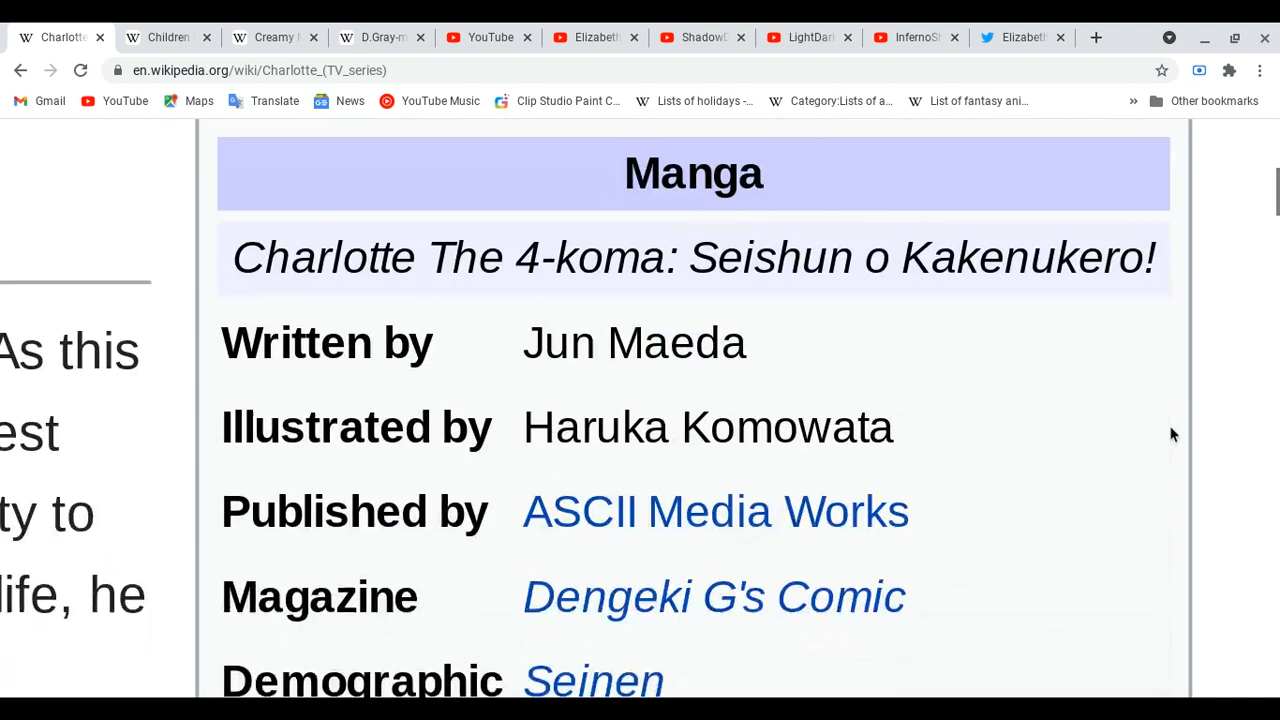 Charlotte Children Creamy D.Gray-m YouTube Elizabeth LightDark Elizabeth
en.wikipedia.org/wiki/Charlotte_(TV_series)
Gmail YouTube Maps Translate News YouTube Music Clip Studio Paint C... Lists of holidays -... Category:Lists of a... List of fantasy ani... » Other bookmarks
Manga
Charlotte The 4-koma: Seishun o Kakenukero!
As this
Written by Jun Maeda
est
Illustrated by Haruka Komowata
ty to
Published by ASCII Media Works
life, he
Magazine Dengeki G's Comic
Demographic Seinen